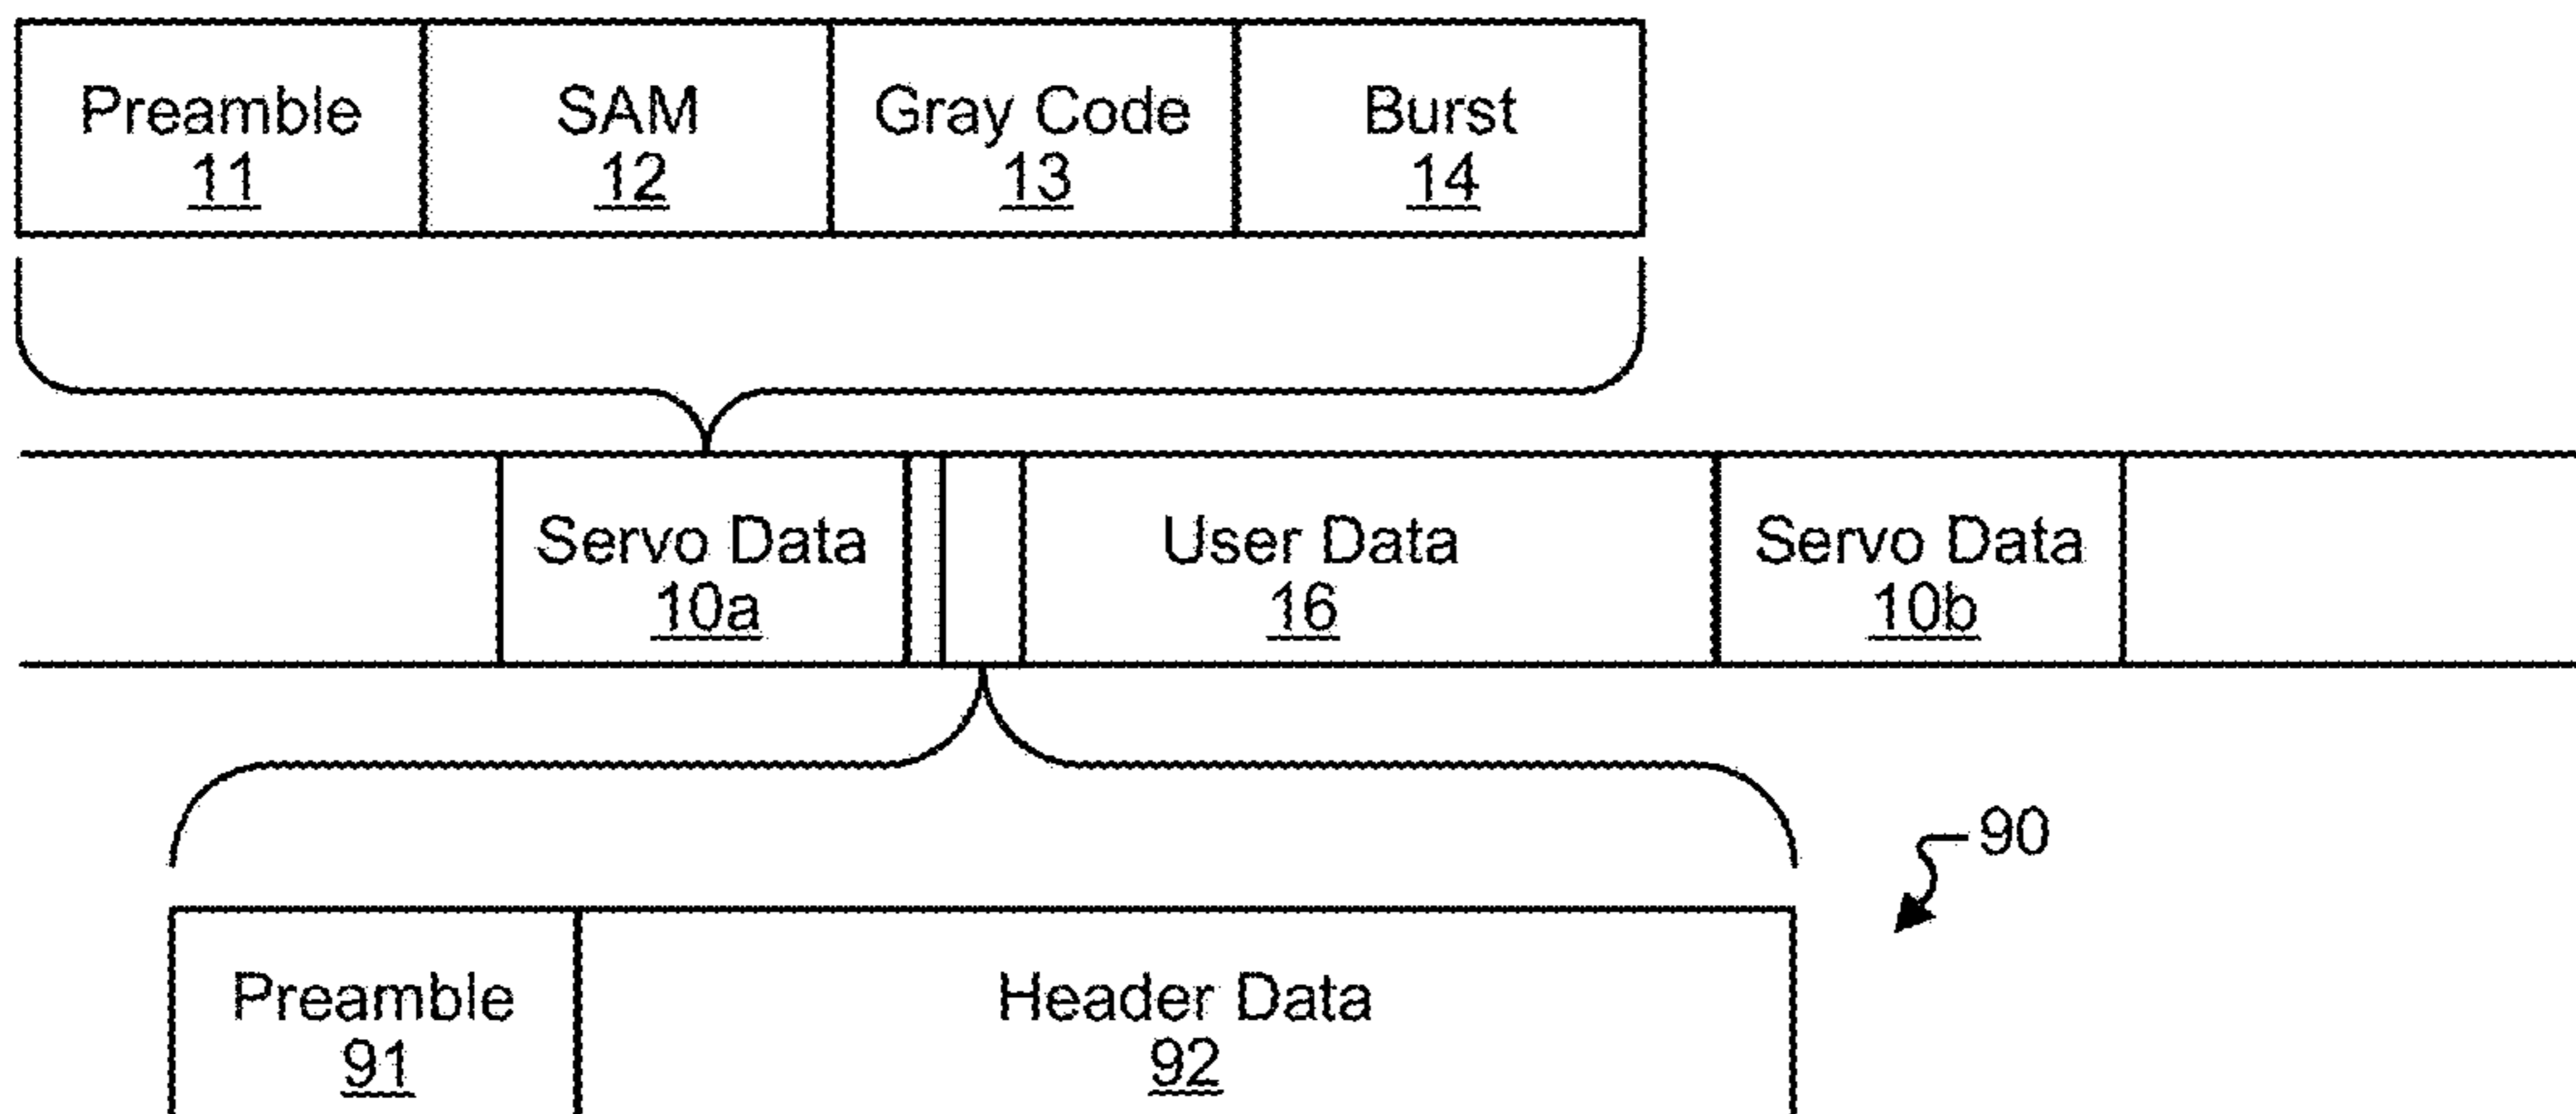 Preamble SAM Gray Code Burst
11 12 13 14
Servo Data User Data Servo Data
10a 16 10b
90
Preamble Header Data
91 92